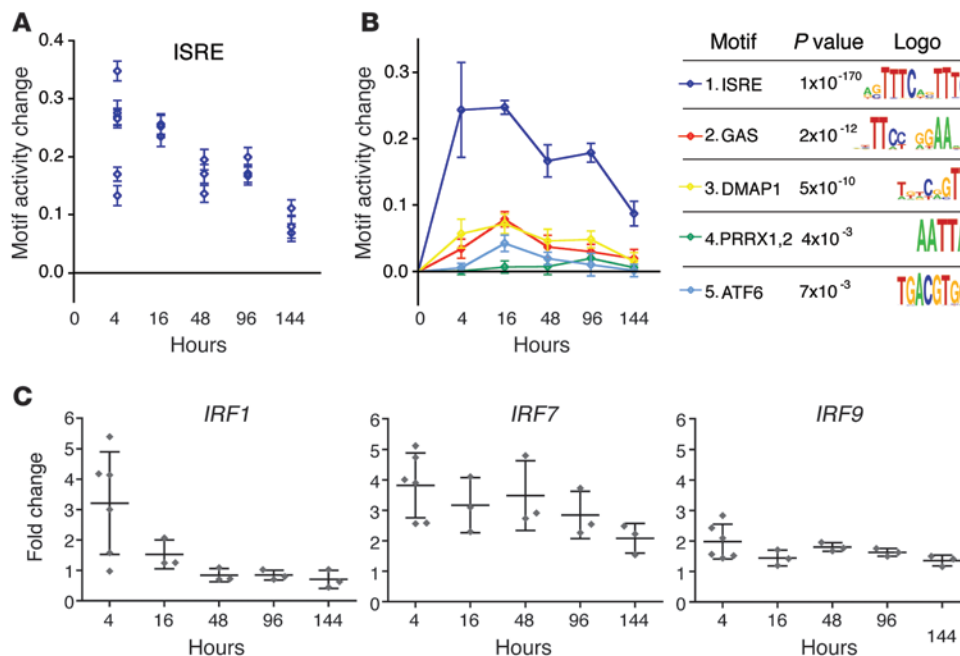 A
ISRE
Motif activity change
0.4
0.3
0.2
0.1
0.0
0 4 16 48 96 144
Hours
B
Motif activity change
0.3
0.2
0.1
0.0
0 4 16 48 96 144
Hours
Motif P value Logo
1. ISRE 1x10-170
2. GAS 2x10-12
3. DMAP1 5x10-10
4. PRRX1,2 4x10-3 AATTA
5. ATF6 7x10-3 TGACGTG
C
IRF1
Fold change
6
5
4
3
2
1
0
4 16 48 96 144
Hours
IRF7
6
5
4
3
2
1
0
4 16 48 96 144
Hours
IRF9
6
5
4
3
2
1
0
4 16 48 96 144
Hours